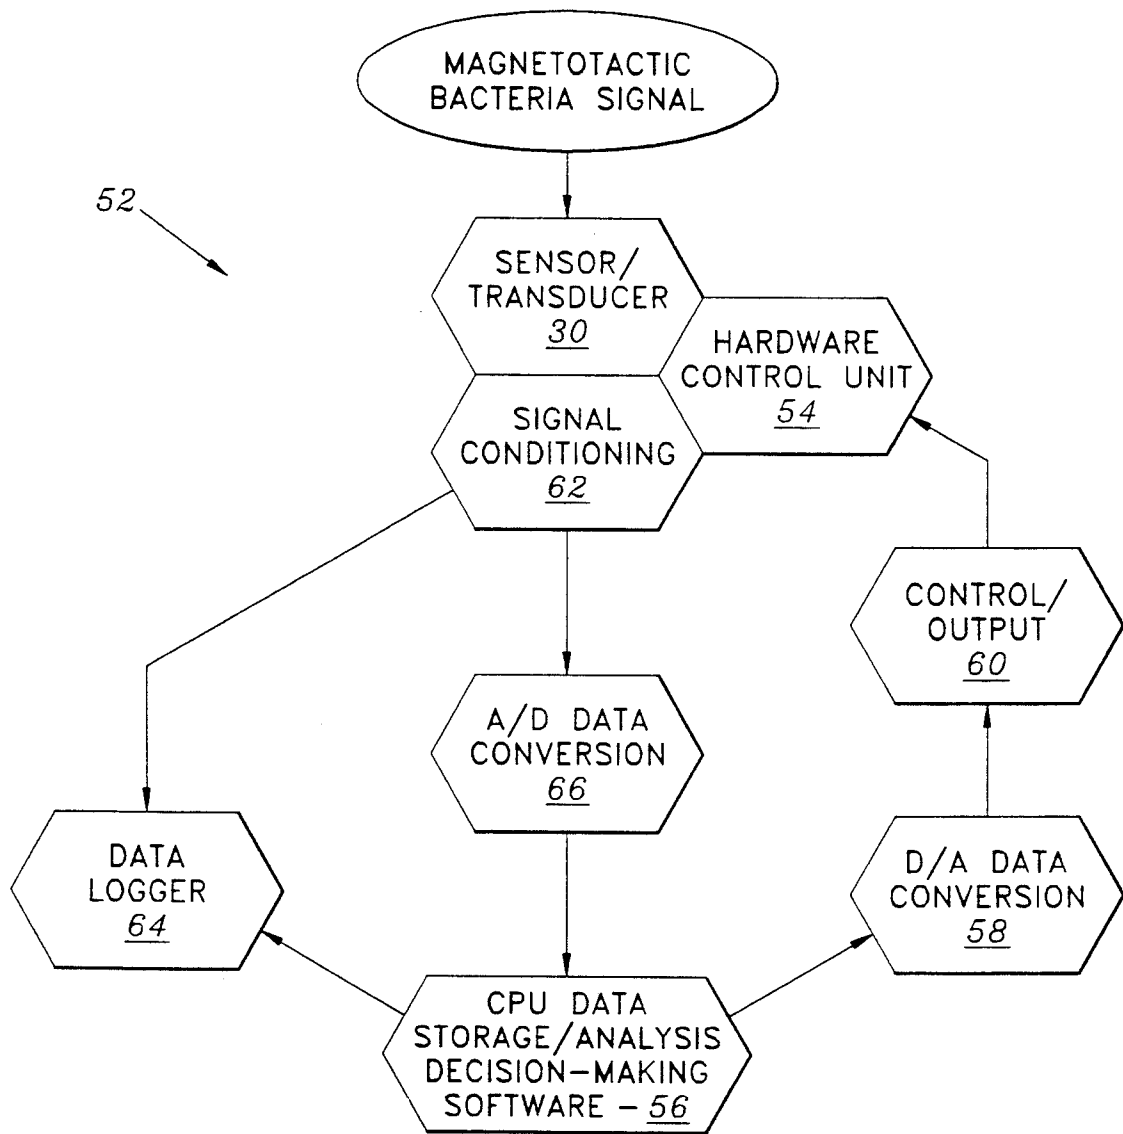 MAGNETOTACTIC
BACTERIA SIGNAL
52
SENSOR/
TRANSDUCER
30
HARDWARE
CONTROL UNIT
54
SIGNAL
CONDITIONING
62
CONTROL/
OUTPUT
60
A/D DATA
CONVERSION
66
DATA
LOGGER
64
D/A DATA
CONVERSION
58
CPU DATA
STORAGE/ANALYSIS
DECISION-MAKING
SOFTWARE - 56